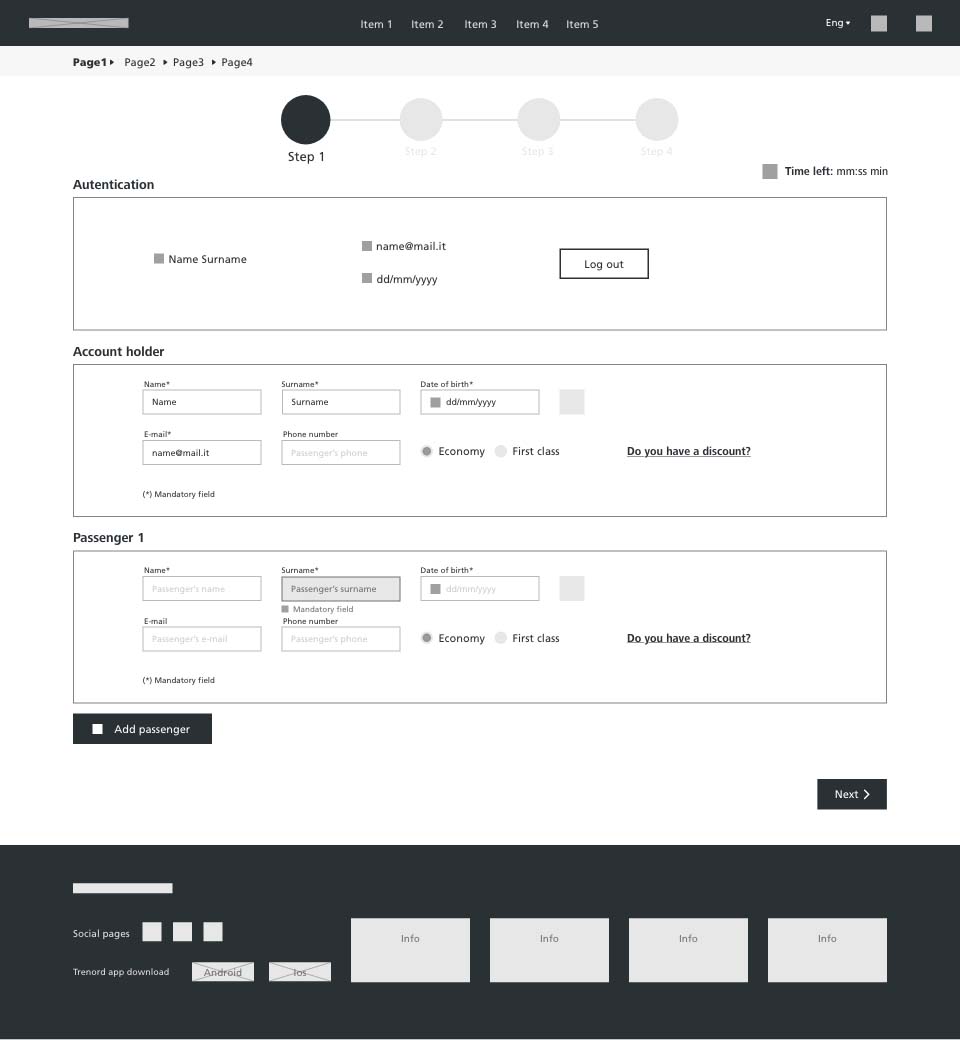 Item 1 Item 2 Item 3 Item 4 Item 5 Eng
Page1 Page2 Page3 Page4
Step 1 Step 2 Step 3 Step 4
Time left: mm:ss min
Autentication
Name Surname
name@mail.it
dd/mm/yyyy
Log out
Account holder
Name* Surname* Date of birth*
Name Surname dd/mm/yyyy
E-mail* Phone number
name@mail.it Passenger's phone Economy First class Do you have a discount?
(*) Mandatory field
Passenger 1
Name* Surname* Date of birth*
Passenger's name Passenger's surname dd/mm/yyyy
Mandatory field
E-mail Phone number
Passenger's e-mail Passenger's phone Economy First class Do you have a discount?
(*) Mandatory field
Add passenger
Next
Social pages
Info Info Info Info
Trenord app download Android Ios